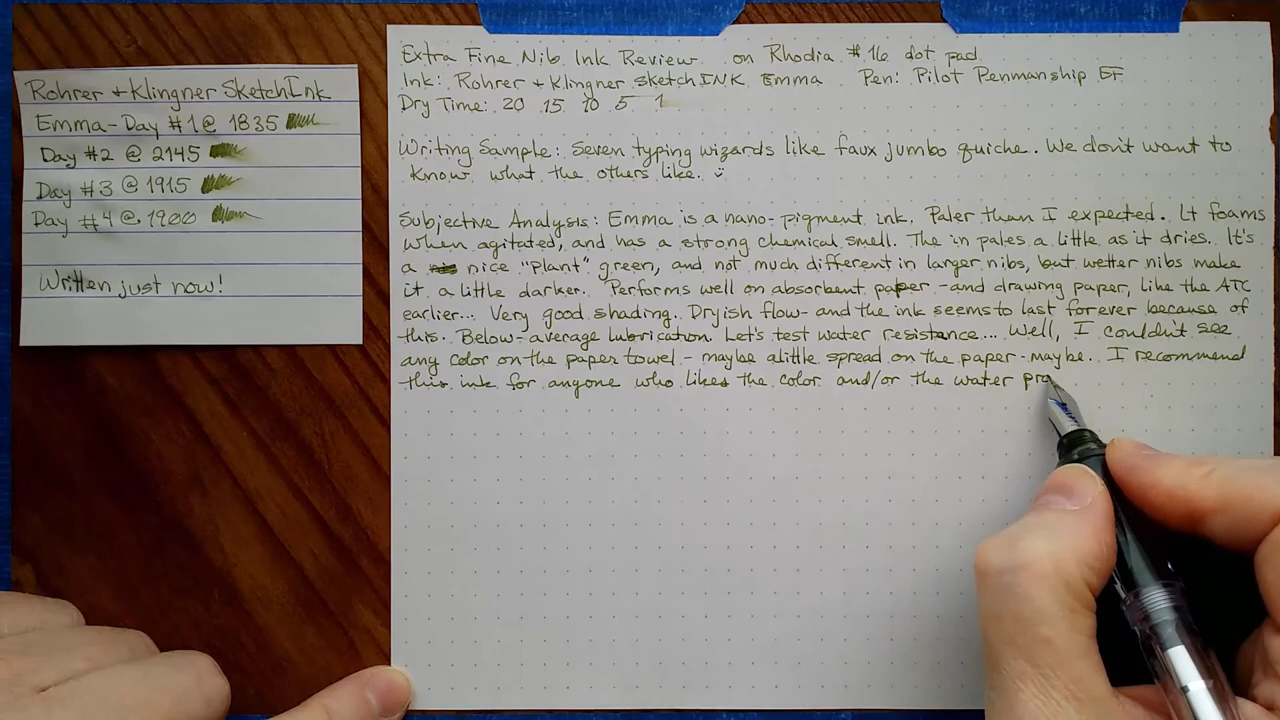 Rohrer + Klingner SketchInk
Emma-Day #1 @ 1835
Day #2 @ 2145
Day #3 @ 1915
Day #4 @ 1900
Written just now!
Extra Fine Nib Ink Review on Rhodia #16 dot pad
Ink: Rohrer + Klingner SketchINK Emma Pen: Pilot Penmanship EF
Dry Time: 20 15 10 5 1
Writing Sample: Seven typing wizards like faux jumbo quiche. We don't want to
know what the others like. :)
Subjective Analysis: Emma is a nano-pigment ink. Paler than I expected. It foams
when agitated, and has a strong chemical smell. The in pales a little as it dries. It's
a nice "plant" green, and not much different in larger nibs, but wetter nibs make
it a little darker. Performs well on absorbent paper - and drawing paper, like the ATC
earlier... Very good shading. Dryish flow - and the ink seems to last forever because of
this. Below-average lubrication. Let's test water resistance... Well, I couldn't see
any color on the paper towel - maybe a little spread on the paper - maybe. I recommend
this ink for anyone who likes the color and/or the water pro